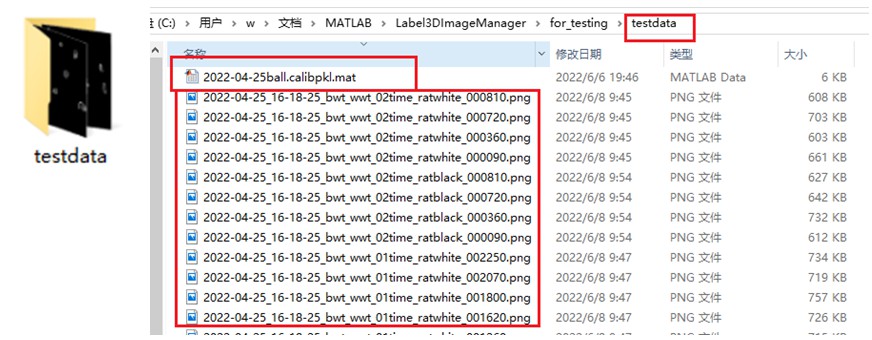 (C:) > 用户 > w > 文档 > MATLAB > Label3DImageManager > for_testing > testdata
名称 修改日期 类型 大小
2022-04-25ball.calibpkl.mat 2022/6/6 19:46 MATLAB Data 6 KB
2022-04-25_16-18-25_bwt_wwt_02time_ratwhite_000810.png 2022/6/8 9:45 PNG 文件 608 KB
2022-04-25_16-18-25_bwt_wwt_02time_ratwhite_000720.png 2022/6/8 9:45 PNG 文件 703 KB
2022-04-25_16-18-25_bwt_wwt_02time_ratwhite_000360.png 2022/6/8 9:45 PNG 文件 603 KB
2022-04-25_16-18-25_bwt_wwt_02time_ratwhite_000090.png 2022/6/8 9:45 PNG 文件 661 KB
2022-04-25_16-18-25_bwt_wwt_02time_ratblack_000810.png 2022/6/8 9:54 PNG 文件 627 KB
2022-04-25_16-18-25_bwt_wwt_02time_ratblack_000720.png 2022/6/8 9:54 PNG 文件 642 KB
2022-04-25_16-18-25_bwt_wwt_02time_ratblack_000360.png 2022/6/8 9:54 PNG 文件 732 KB
2022-04-25_16-18-25_bwt_wwt_02time_ratblack_000090.png 2022/6/8 9:54 PNG 文件 612 KB
2022-04-25_16-18-25_bwt_wwt_01time_ratwhite_002250.png 2022/6/8 9:47 PNG 文件 734 KB
2022-04-25_16-18-25_bwt_wwt_01time_ratwhite_002070.png 2022/6/8 9:47 PNG 文件 719 KB
2022-04-25_16-18-25_bwt_wwt_01time_ratwhite_001800.png 2022/6/8 9:47 PNG 文件 757 KB
2022-04-25_16-18-25_bwt_wwt_01time_ratwhite_001620.png 2022/6/8 9:47 PNG 文件 726 KB
testdata